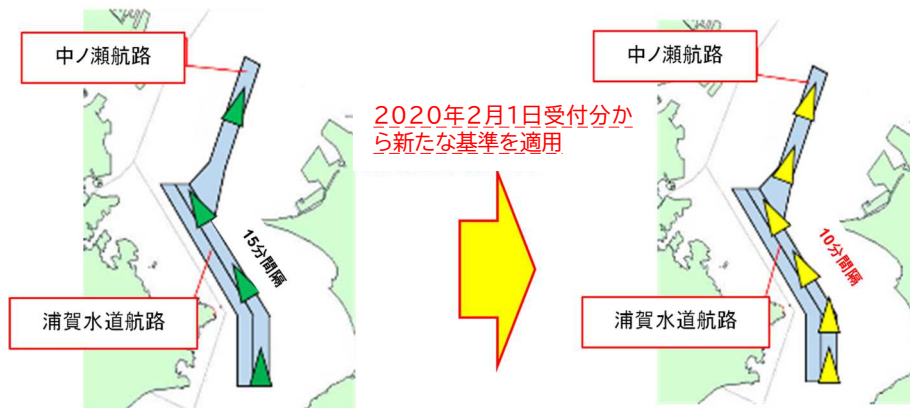 中ノ瀬航路
15分間隔
浦賀水道航路
2020年2月1日受付分か
ら新たな基準を適用
中ノ瀬航路
10分間隔
浦賀水道航路